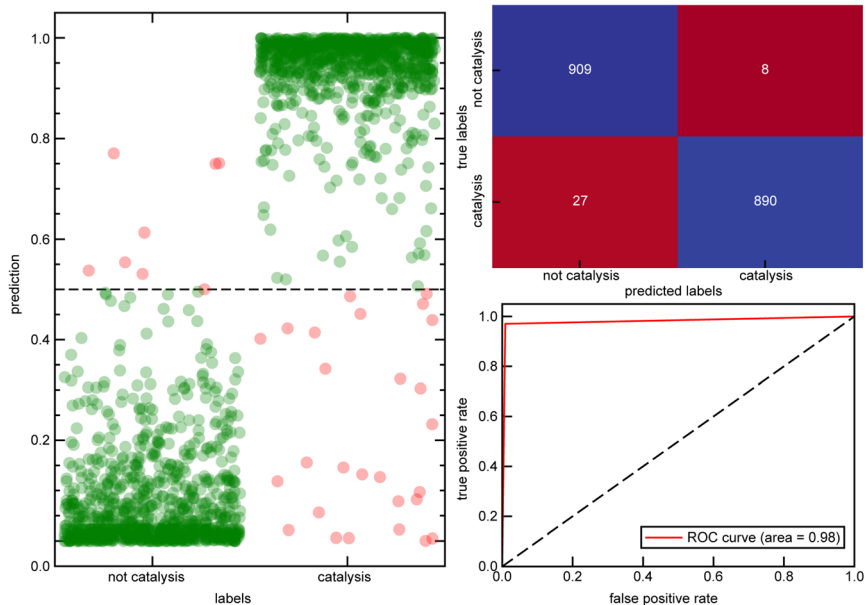 1.0
0.8
0.6
0.4
0.2
0.0
prediction
not catalysis
catalysis
labels
909
8
27
890
not catalysis
catalysis
true labels
not catalysis
catalysis
predicted labels
1.0
0.8
0.6
0.4
0.2
0.0
true positive rate
ROC curve (area = 0.98)
0.0
0.2
0.4
0.6
0.8
1.0
false positive rate